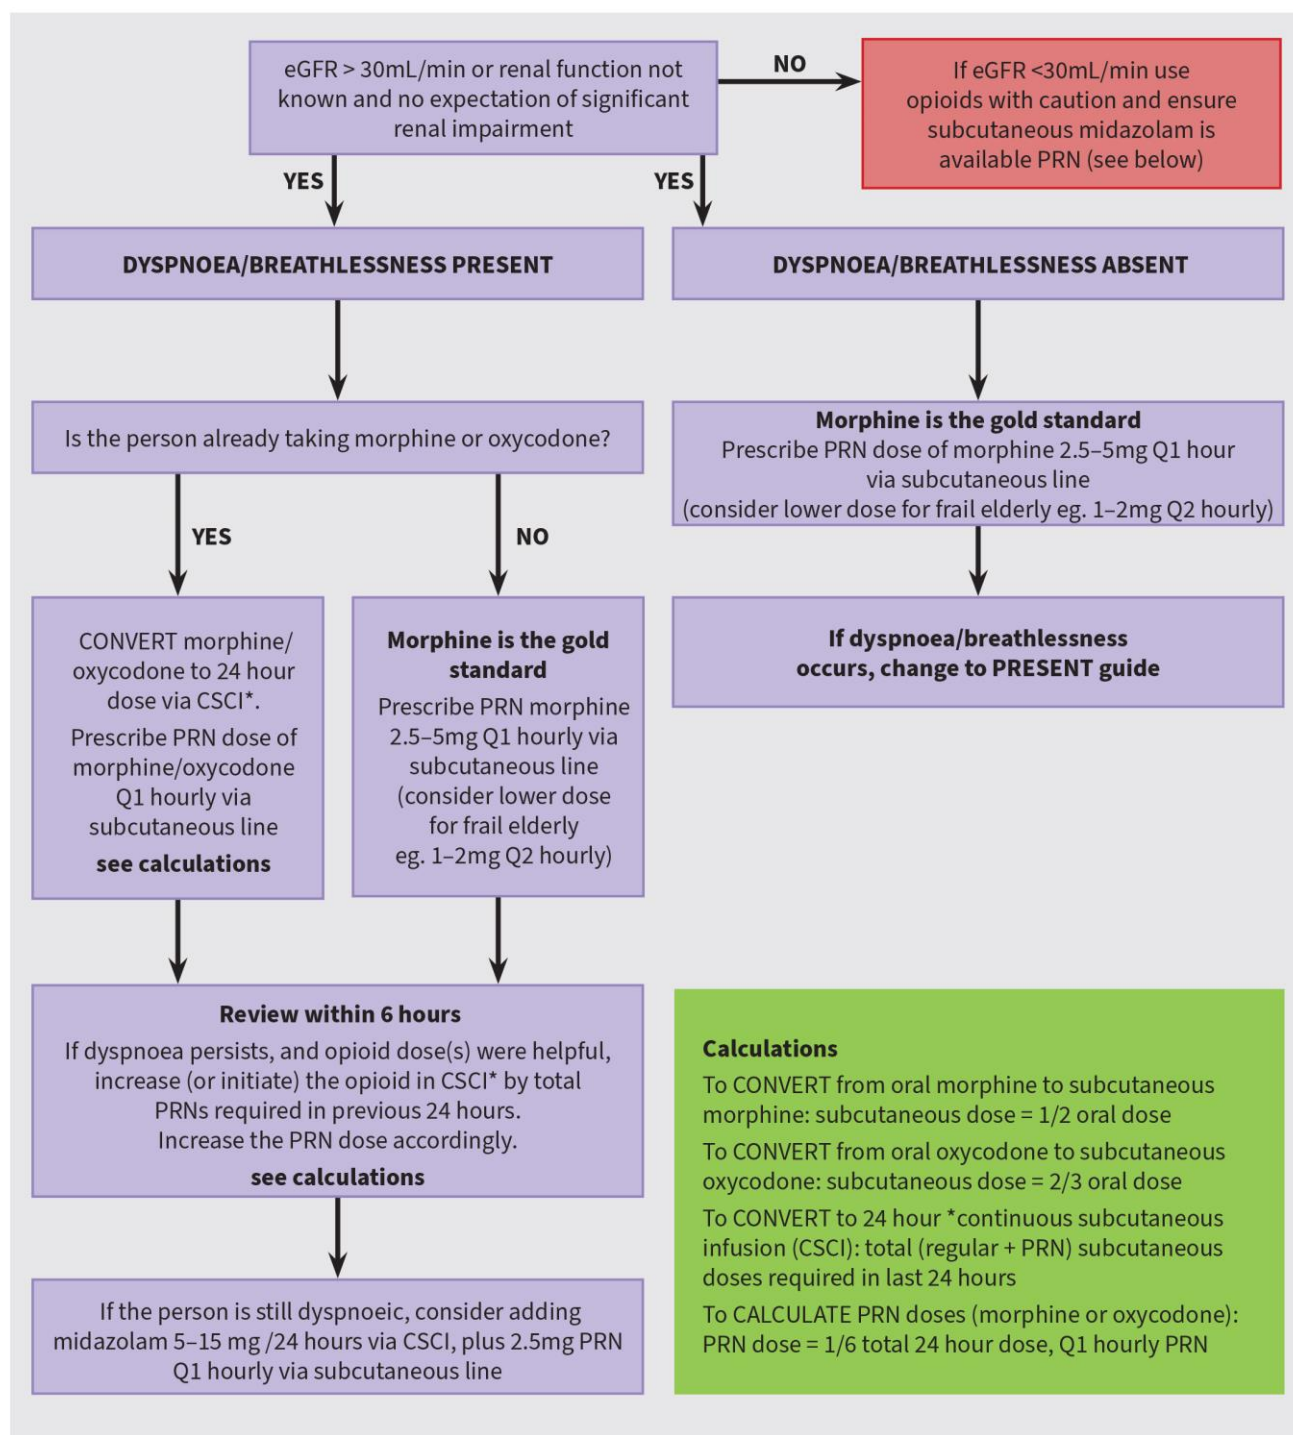 eGFR > 30mL/min or renal function not
known and no expectation of significant
renal impairment
NO
If eGFR <30mL/min use
opioids with caution and ensure
subcutaneous midazolam is
available PRN (see below)
YES
YES
DYSPNOEA/BREATHLESSNESS PRESENT
DYSPNOEA/BREATHLESSNESS ABSENT
Is the person already taking morphine or oxycodone?
Morphine is the gold standard
Prescribe PRN dose of morphine 2.5–5mg Q1 hour
via subcutaneous line
(consider lower dose for frail elderly eg. 1–2mg Q2 hourly)
YES
NO
CONVERT morphine/
oxycodone to 24 hour
dose via CSCI*.
Prescribe PRN dose of
morphine/oxycodone
Q1 hourly via
subcutaneous line
see calculations
Morphine is the gold
standard
Prescribe PRN morphine
2.5–5mg Q1 hourly via
subcutaneous line
(consider lower dose
for frail elderly
eg. 1–2mg Q2 hourly)
If dyspnoea/breathlessness
occurs, change to PRESENT guide
Review within 6 hours
If dyspnoea persists, and opioid dose(s) were helpful,
increase (or initiate) the opioid in CSCI* by total
PRNs required in previous 24 hours.
Increase the PRN dose accordingly.
see calculations
If the person is still dyspnoeic, consider adding
midazolam 5–15 mg /24 hours via CSCI, plus 2.5mg PRN
Q1 hourly via subcutaneous line
Calculations
To CONVERT from oral morphine to subcutaneous
morphine: subcutaneous dose = 1/2 oral dose
To CONVERT from oral oxycodone to subcutaneous
oxycodone: subcutaneous dose = 2/3 oral dose
To CONVERT to 24 hour *continuous subcutaneous
infusion (CSCI): total (regular + PRN) subcutaneous
doses required in last 24 hours
To CALCULATE PRN doses (morphine or oxycodone):
PRN dose = 1/6 total 24 hour dose, Q1 hourly PRN